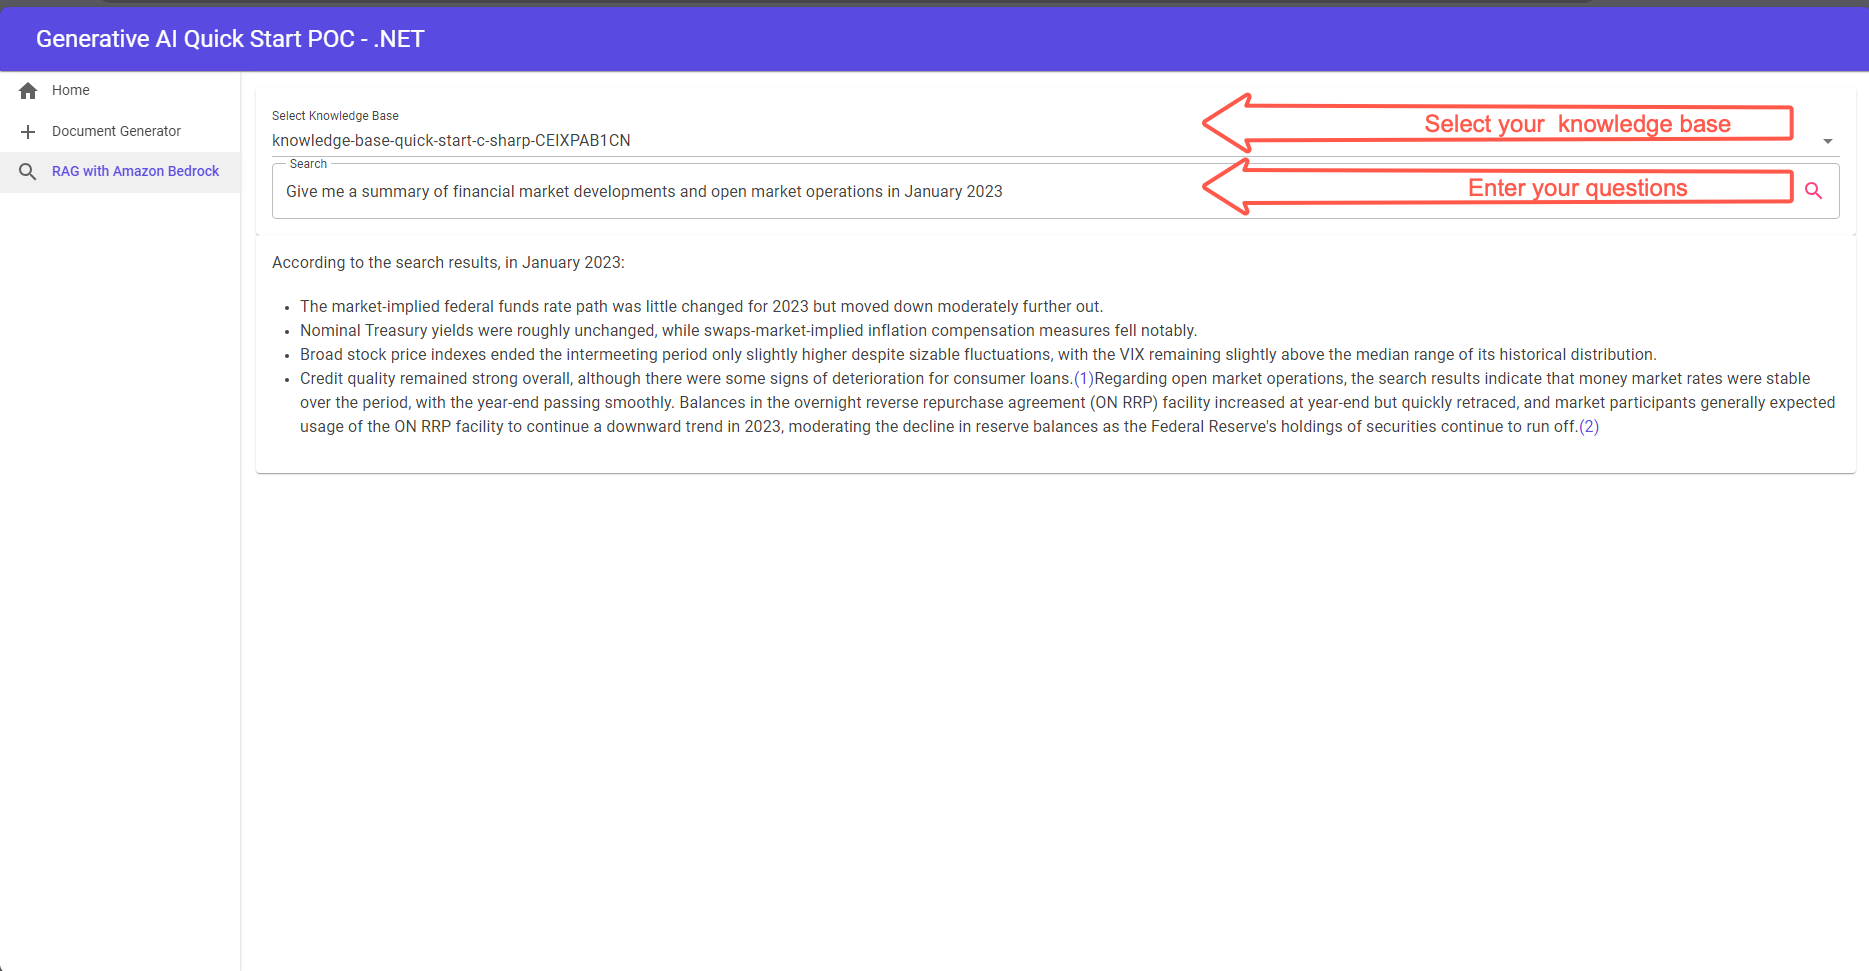 Generative AI Quick Start POC - .NET
Home
Document Generator
RAG with Amazon Bedrock
Select Knowledge Base
knowledge-base-quick-start-c-sharp-CEIXPAB1CN
Select your knowledge base
Search
Give me a summary of financial market developments and open market operations in January 2023
Enter your questions
According to the search results, in January 2023:
• The market-implied federal funds rate path was little changed for 2023 but moved down moderately further out.
• Nominal Treasury yields were roughly unchanged, while swaps-market-implied inflation compensation measures fell notably.
• Broad stock price indexes ended the intermeeting period only slightly higher despite sizable fluctuations, with the VIX remaining slightly above the median range of its historical distribution.
• Credit quality remained strong overall, although there were some signs of deterioration for consumer loans.(1)Regarding open market operations, the search results indicate that money market rates were stable
over the period, with the year-end passing smoothly. Balances in the overnight reverse repurchase agreement (ON RRP) facility increased at year-end but quickly retraced, and market participants generally expected
usage of the ON RRP facility to continue a downward trend in 2023, moderating the decline in reserve balances as the Federal Reserve's holdings of securities continue to run off.(2)